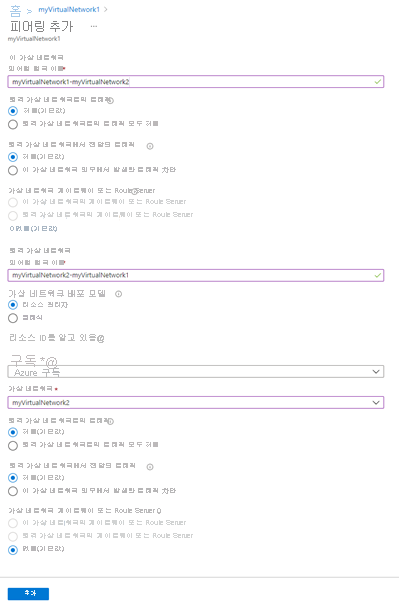 홈 > myVirtualNetwork1 >
피어링 추가 ...
myVirtualNetwork1
이 가상 네트워크
피어링 링크 이름*
myVirtualNetwork1-myVirtualNetwork2
원격 가상 네트워크로의 트래픽
허용(기본값)
원격 가상 네트워크로의 트래픽 모두 차단
원격 가상 네트워크에서 전달된 트래픽
허용(기본값)
이 가상 네트워크 외부에서 발생한 트래픽 차단
가상 네트워크 게이트웨이 또는 Route Server
이 가상 네트워크의 게이트웨이 또는 Route Server
원격 가상 네트워크의 게이트웨이 또는 Route Server
없음(기본값)
원격 가상 네트워크
피어링 링크 이름*
myVirtualNetwork2-myVirtualNetwork1
가상 네트워크 배포 모델
리소스 관리자
클래식
리소스 ID를 알고 있음
구독 *
Azure 구독
가상 네트워크 *
myVirtualNetwork2
원격 가상 네트워크로의 트래픽
허용(기본값)
원격 가상 네트워크로의 트래픽 모두 차단
원격 가상 네트워크에서 전달된 트래픽
허용(기본값)
이 가상 네트워크 외부에서 발생한 트래픽 차단
가상 네트워크 게이트웨이 또는 Route Server
이 가상 네트워크의 게이트웨이 또는 Route Server
원격 가상 네트워크의 게이트웨이 또는 Route Server
없음(기본값)
추가